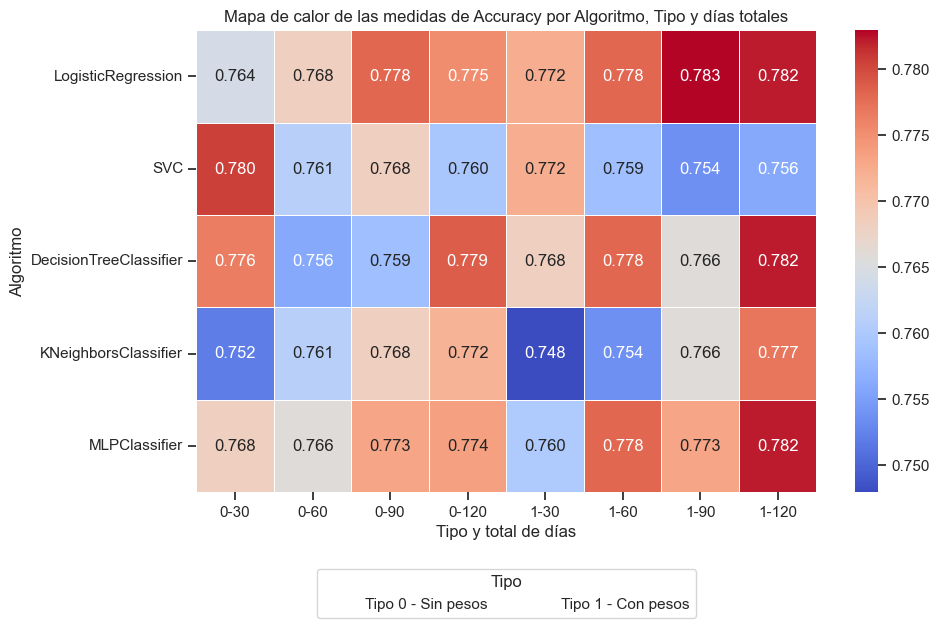 Mapa de calor de las medidas de Accuracy por Algoritmo, Tipo y días totales
Algoritmo
LogisticRegression 0.764 0.768 0.778 0.775 0.772 0.778 0.783 0.782
SVC 0.780 0.761 0.768 0.760 0.772 0.759 0.754 0.756
DecisionTreeClassifier 0.776 0.756 0.759 0.779 0.768 0.778 0.766 0.782
KNeighborsClassifier 0.752 0.761 0.768 0.772 0.748 0.754 0.766 0.777
MLPClassifier 0.768 0.766 0.773 0.774 0.760 0.778 0.773 0.782
0-30 0-60 0-90 0-120 1-30 1-60 1-90 1-120
Tipo y total de días
0.780
0.775
0.770
0.765
0.760
0.755
0.750
Tipo
Tipo 0 - Sin pesos Tipo 1 - Con pesos